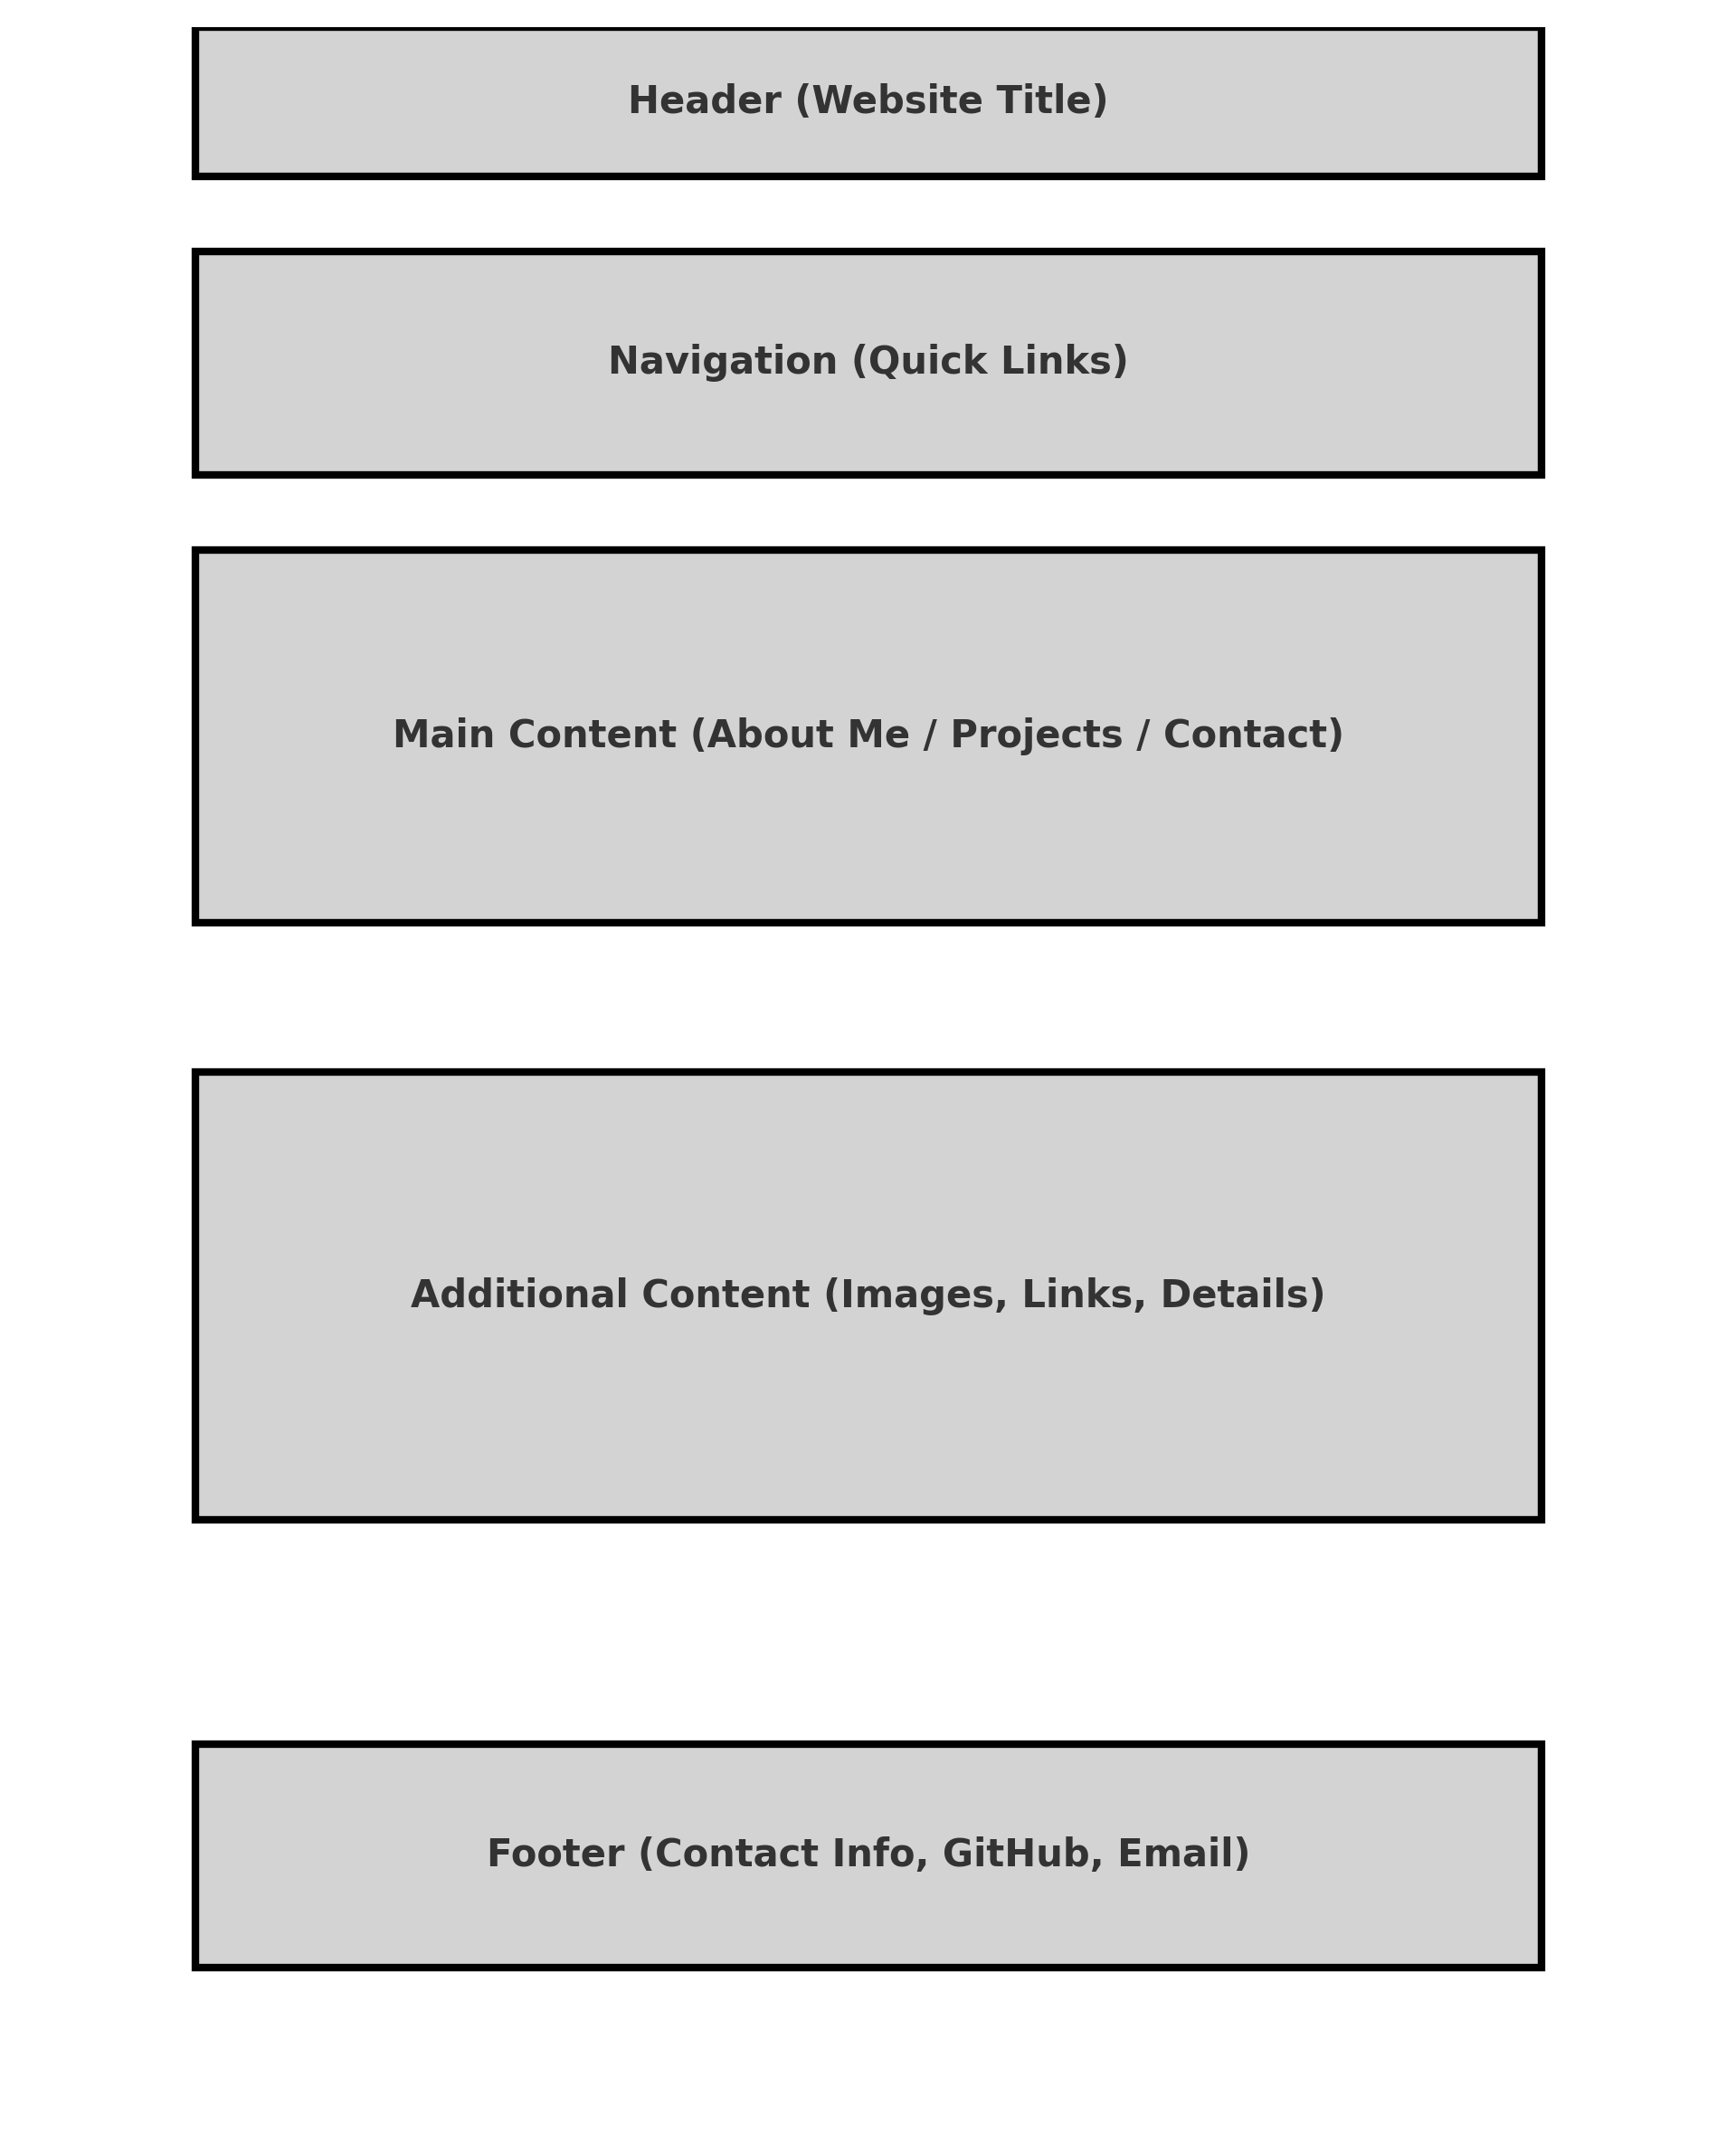 Header (Website Title)
Navigation (Quick Links)
Main Content (About Me / Projects / Contact)
Additional Content (Images, Links, Details)
Footer (Contact Info, GitHub, Email)